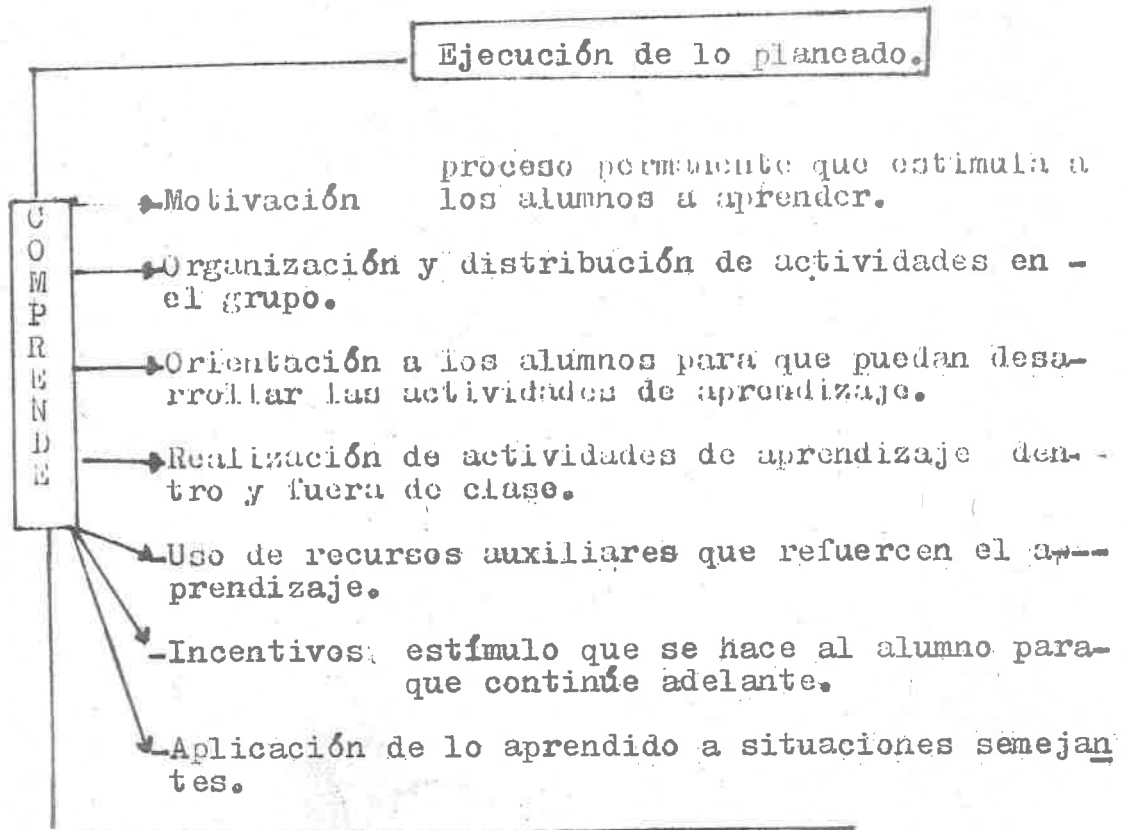 Ejecución de lo planeado.
proceso permanente que estimula a
-Motivación los alumnos a aprender.
C
O
M
P
R
E
N
D
E
-Organización y distribución de actividades en -
el grupo.
-Orientación a los alumnos para que puedan desa-
rrollar las actividades de aprendizaje.
-Realización de actividades de aprendizaje den-
tro y fuera de clase.
-Uso de recursos auxiliares que refuercen el a--
prendizaje.
-Incentivos: estímulo que se hace al alumno para-
que continúe adelante.
-Aplicación de lo aprendido a situaciones semejan
tes.